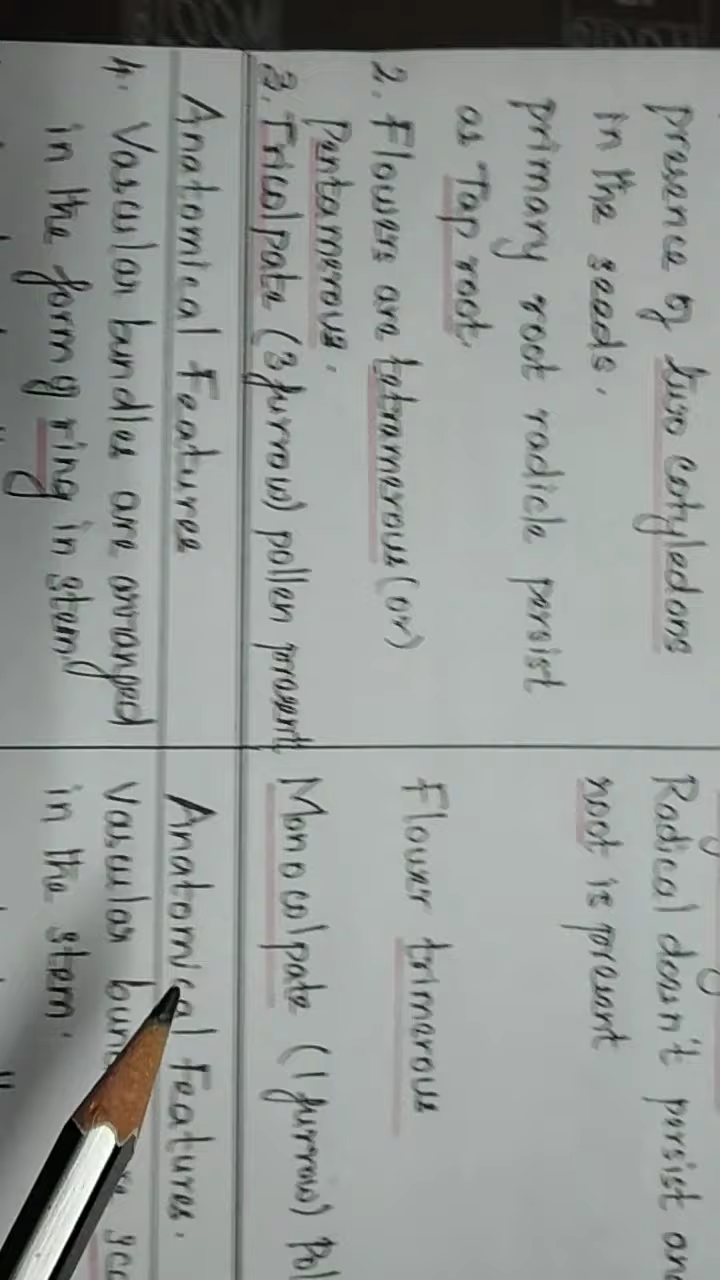 presence of two cotyledons
in the seeds.
primary root radicle persist
as Tap root.
2. Flowers are tetramerous (or)
Pentamerous.
3. Tricolpate (3 furrow) pollen present
Anatomical Features
4. Vascular bundles are arranged
in the form of ring in stem.
Radical doesn't persist
root is present
Flower trimerous
Monocolpate (1 furrow)
Anatomical Features.
Vascular
in the stem.